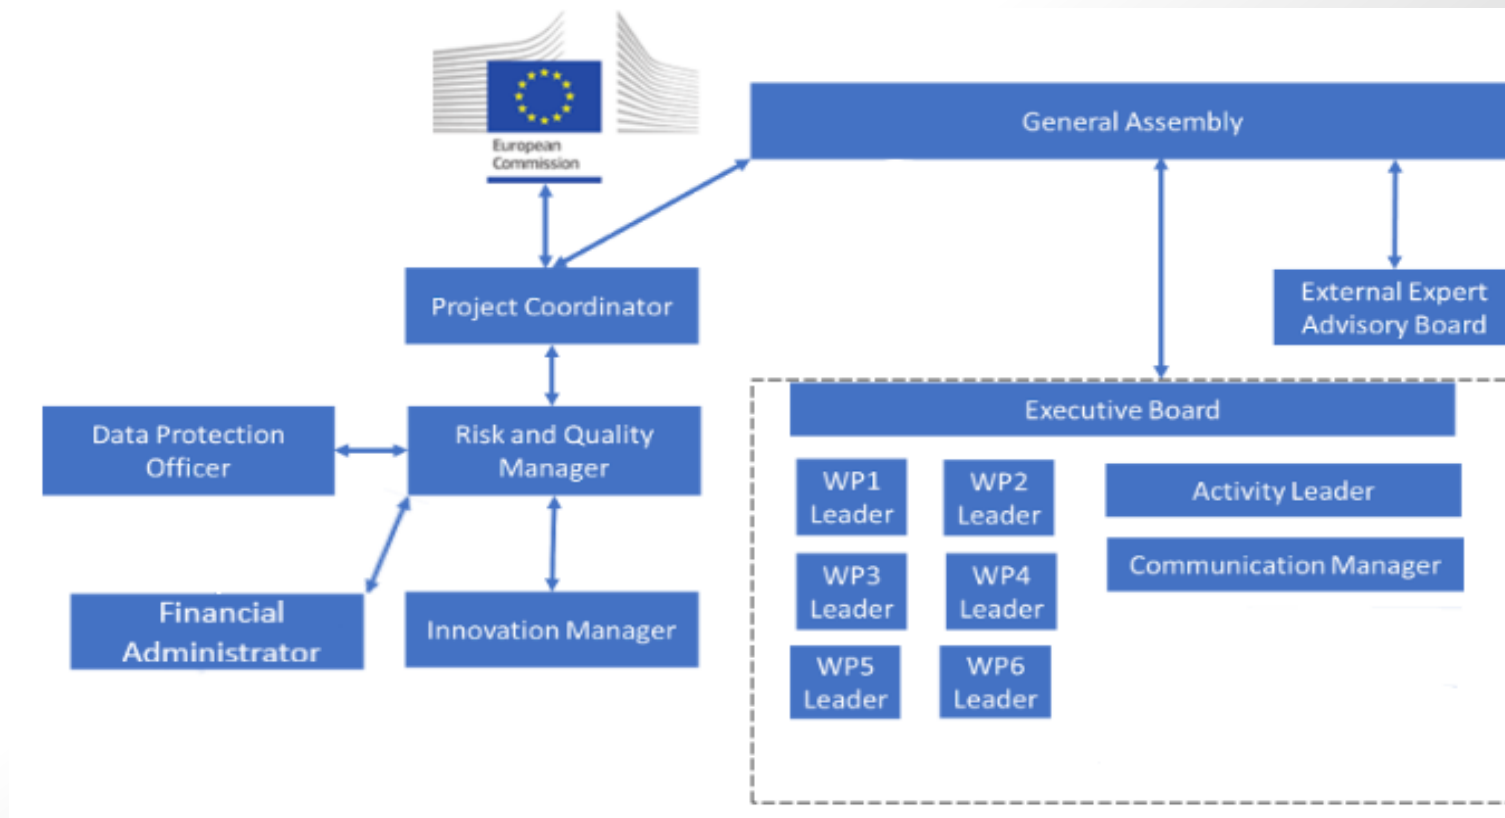 European
Commission
General Assembly
Project Coordinator
External Expert
Advisory Board
Data Protection
Officer
Risk and Quality
Manager
Financial
Administrator
Innovation Manager
Executive Board
WP1
Leader
WP2
Leader
Activity Leader
WP3
Leader
WP4
Leader
Communication Manager
WP5
Leader
WP6
Leader